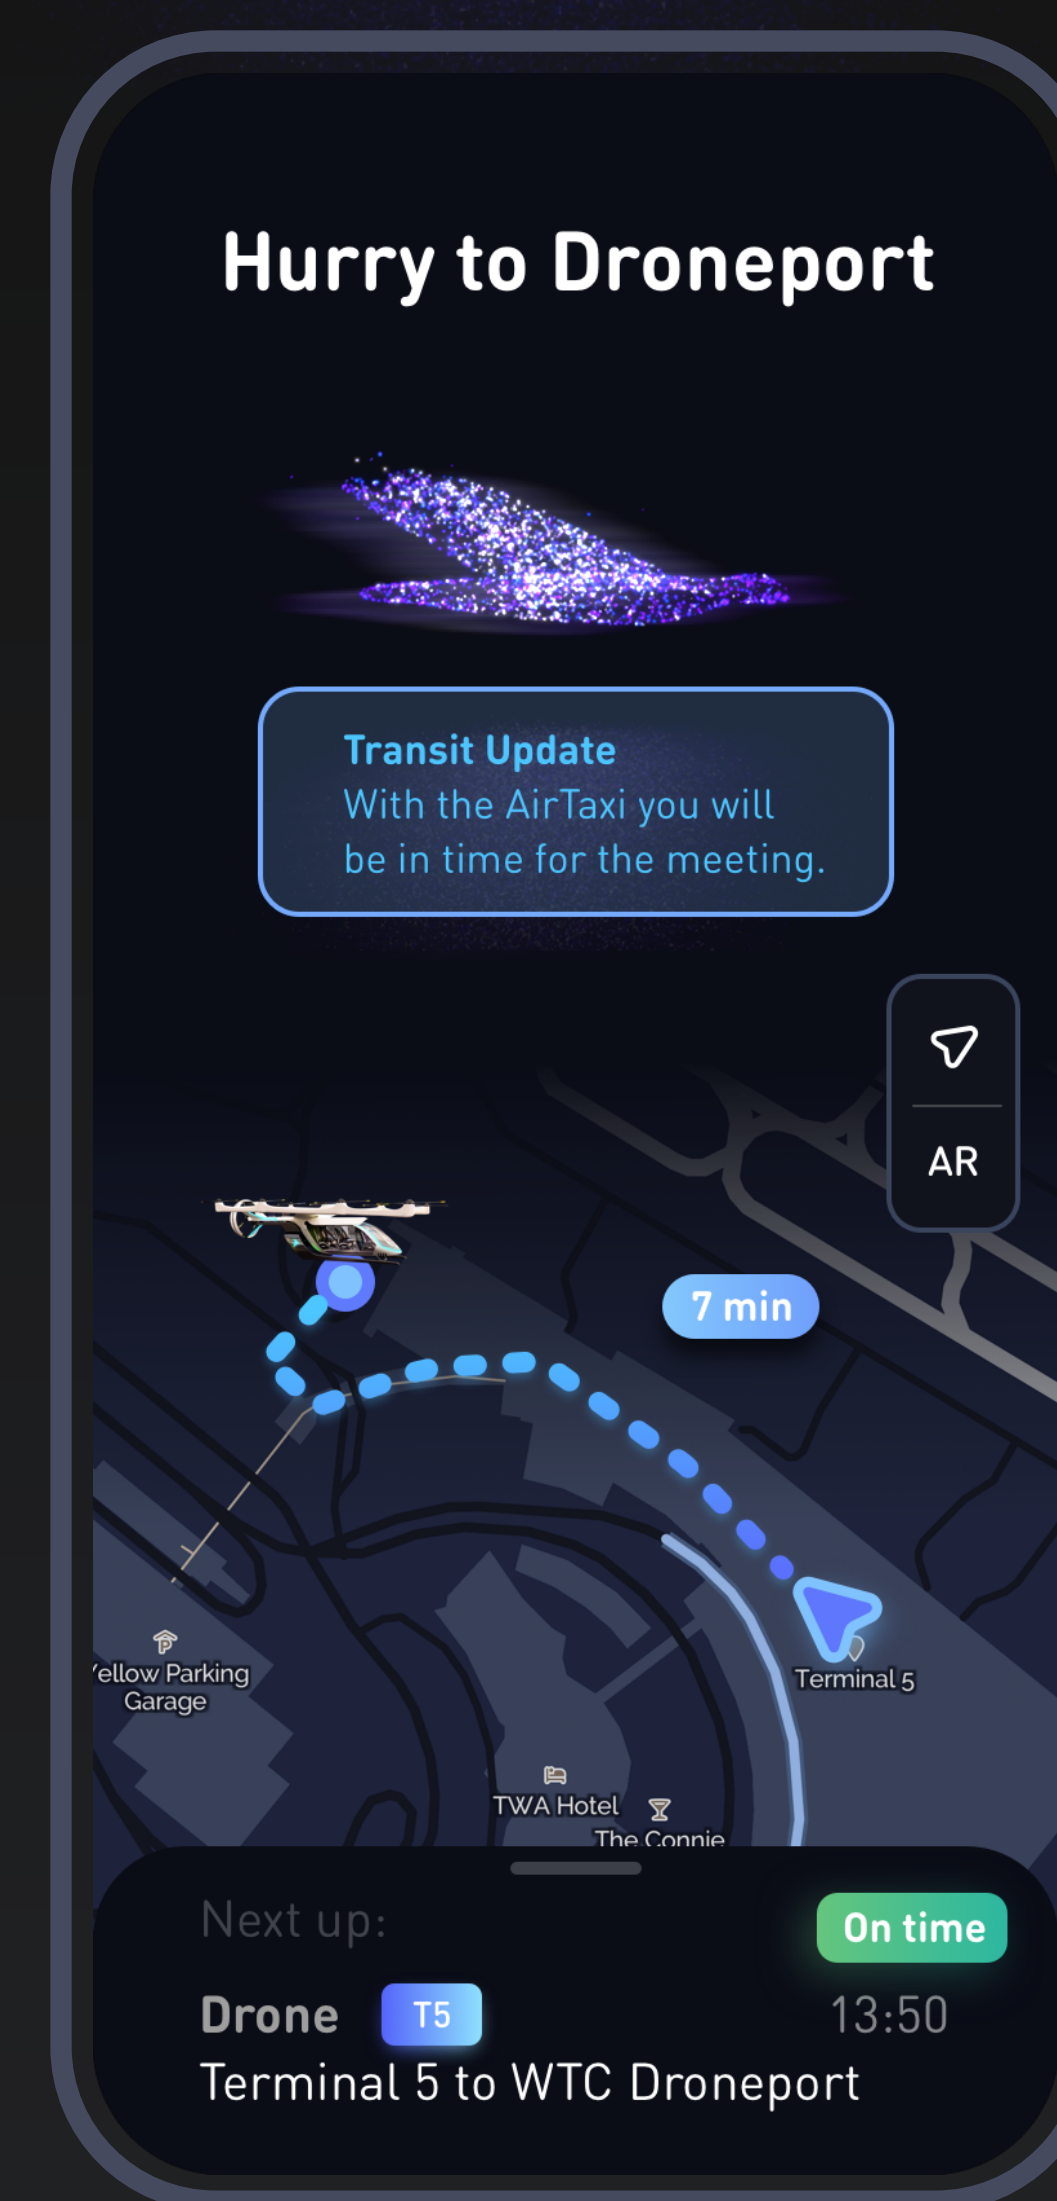 Hurry to Droneport
Transit Update
With the AirTaxi you will
be in time for the meeting.
AR
7 min
Terminal 5
Yellow Parking
Garage
TWA Hotel
The Connie
Next up:
On time
Drone
T5
13:50
Terminal 5 to WTC Droneport